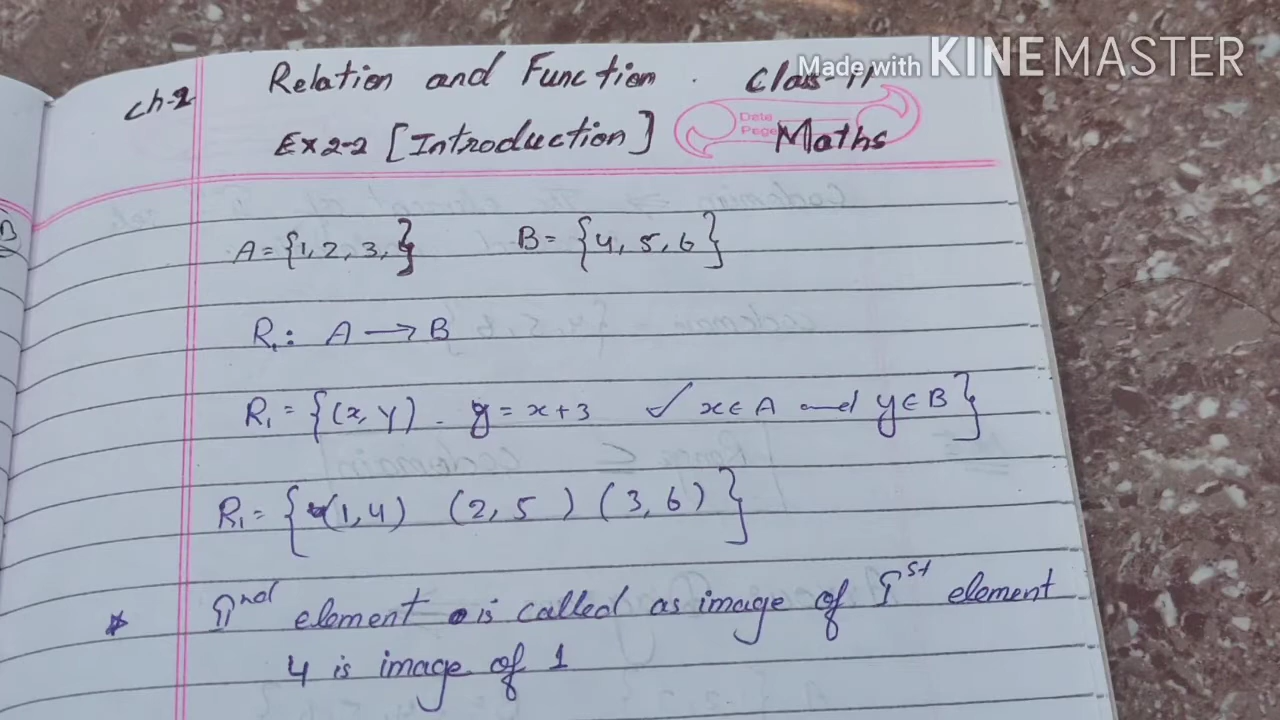 Made with KINEMASTER
Ch-2 Relation and Function. Class-11
Ex 2-2 [Introduction] Maths
Date
Page
B
A = {1, 2, 3, } B = {4, 5, 6}
R₁: A → B
R₁ = {(x, y) . y = x + 3 ✓ x ∈ A and y ∈ B}
R₁ = { (1, 4) (2, 5 ) (3, 6) }
* IInd element is called as image of Ist element
4 is image of 1